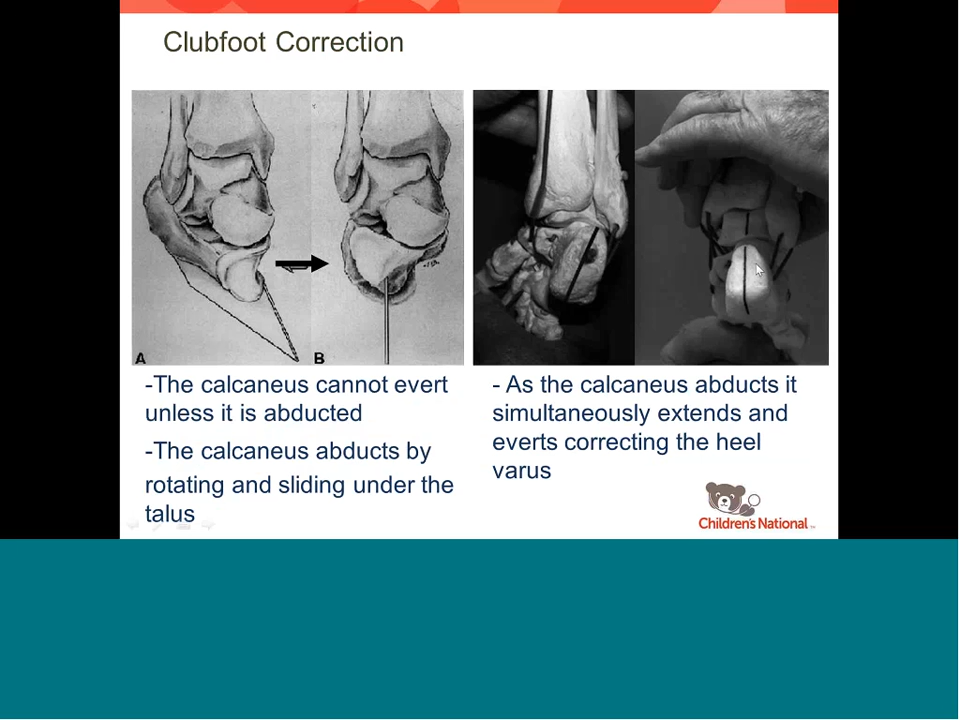 Clubfoot Correction
A
B
-The calcaneus cannot evert
unless it is abducted
-The calcaneus abducts by
rotating and sliding under the
talus
- As the calcaneus abducts it
simultaneously extends and
everts correcting the heel
varus
Children's National